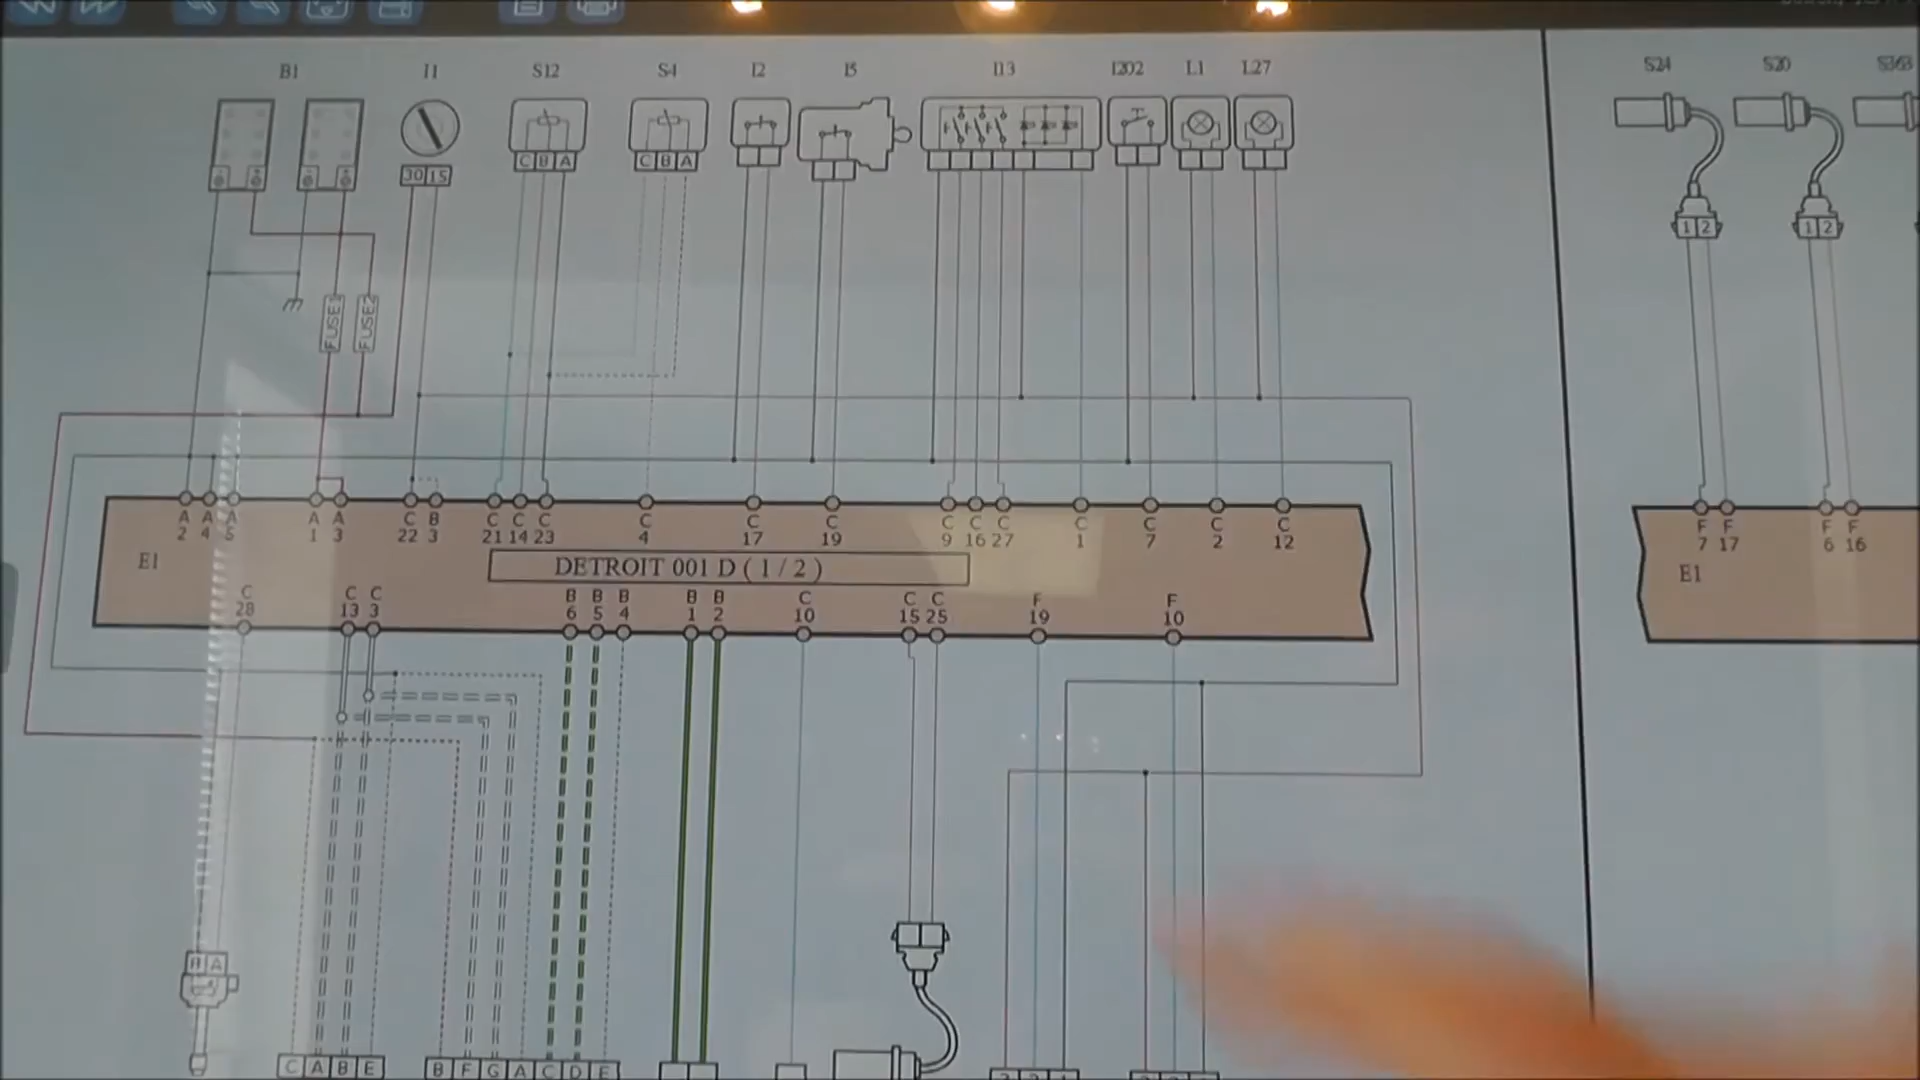 B1 I1 S12 S4 I2 I5 I13 I202 L1 L27 S24 S20 S363
30 15 C B A C B A
1 2 1 2
FUSE1 FUSE2
A 2 A 4 A 5 A 1 A 3 C 22 B 3 C 21 C 14 C 23 C 4 C 17 C 19 C 9 C 16 C 27 C 1 C 7 C 2 C 12 F 7 F 17 F 6 F 16
E1 DETROIT 001 D ( 1 / 2 ) E1
C 28 C 13 C 3 B 6 B 5 B 4 B 1 B 2 C 10 C 15 C 25 F 19 F 10
B A
C A B E B F G A C D E